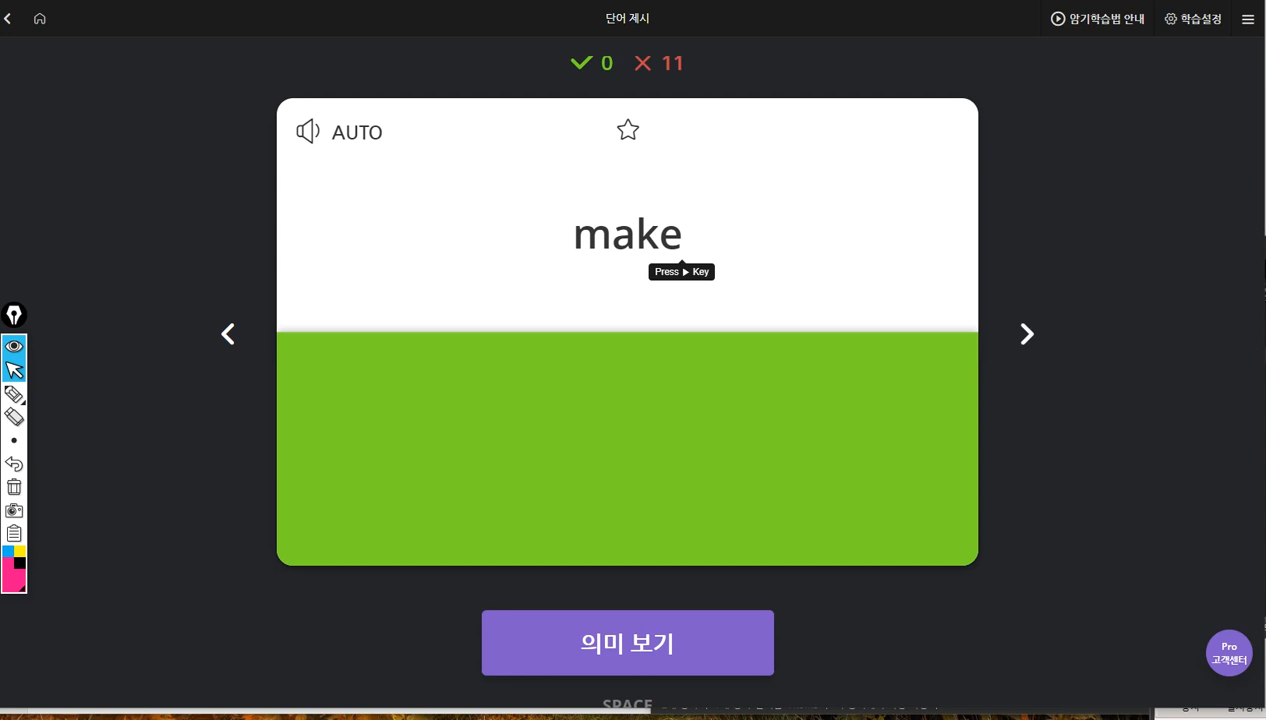 단어 제시
암기학습법 안내
학습설정
0
11
AUTO
make
Press ▶ Key
의미 보기
Pro
고객센터
SPACE